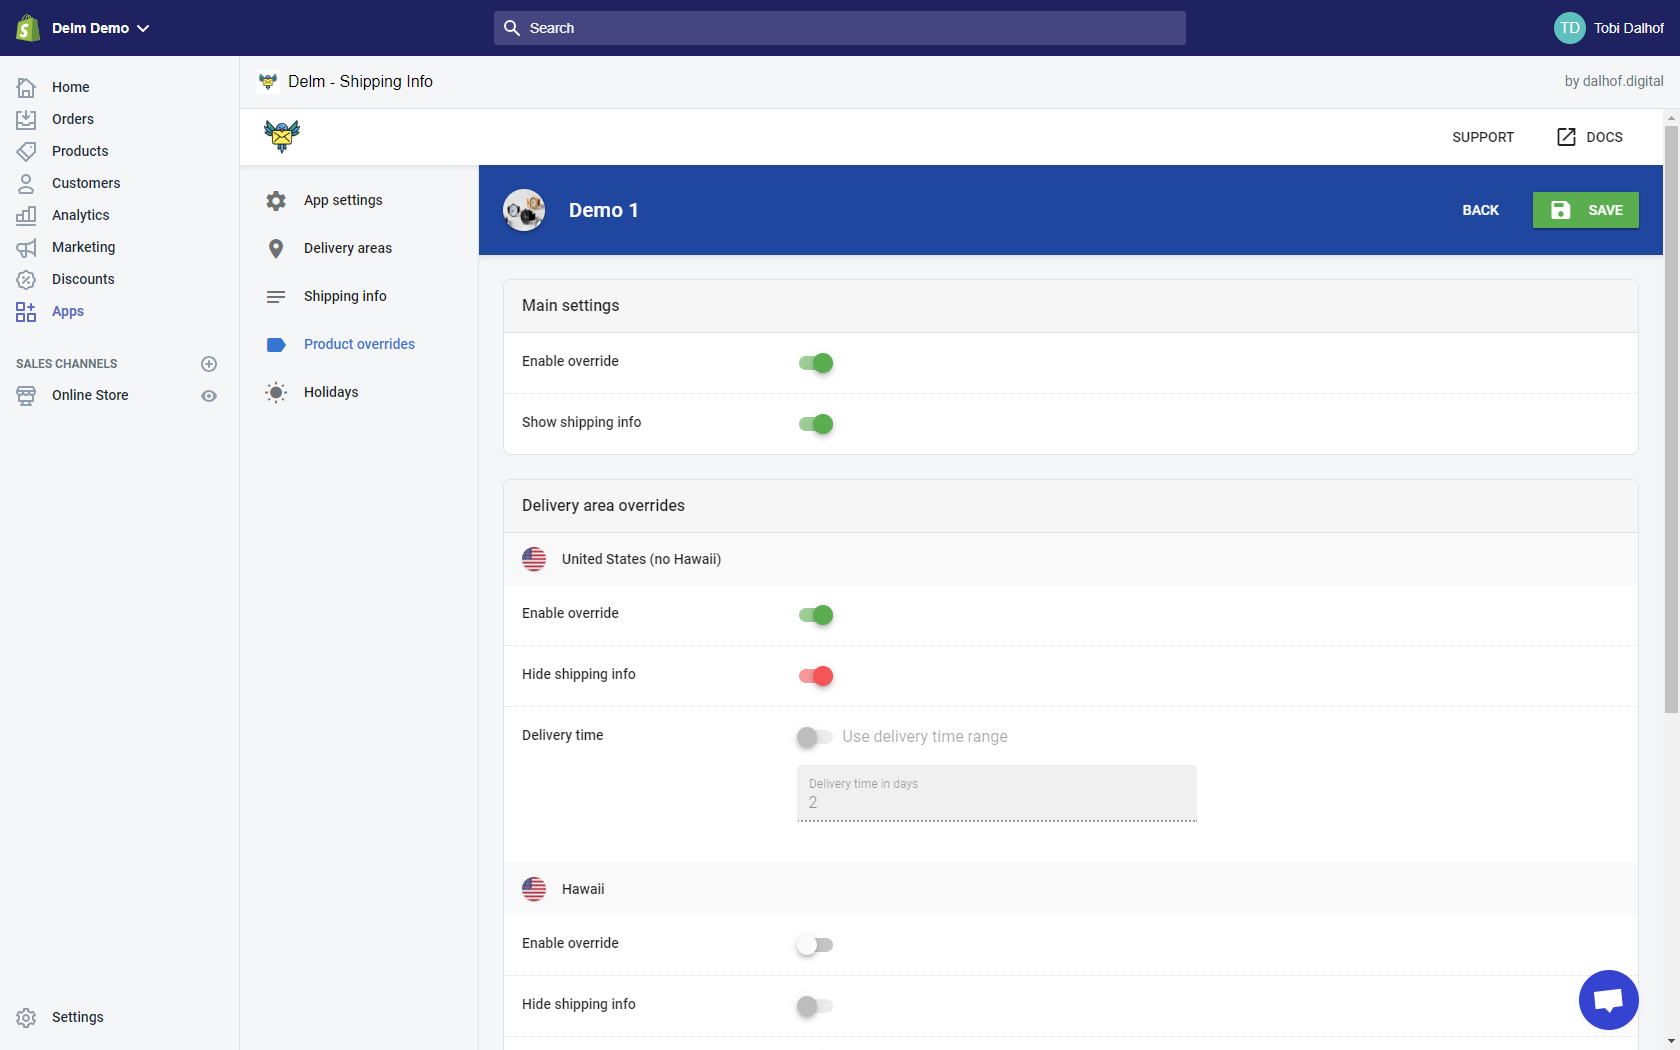 Delm Demo
Search
TD
Tobi Dalhof
Home
Orders
Products
Customers
Analytics
Marketing
Discounts
Apps
SALES CHANNELS
Online Store
Settings
Delm - Shipping Info
by dalhof.digital
SUPPORT
DOCS
App settings
Delivery areas
Shipping info
Product overrides
Holidays
Demo 1
BACK
SAVE
Main settings
Enable override
Show shipping info
Delivery area overrides
United States (no Hawaii)
Enable override
Hide shipping info
Delivery time
Use delivery time range
Delivery time in days
2
Hawaii
Enable override
Hide shipping info